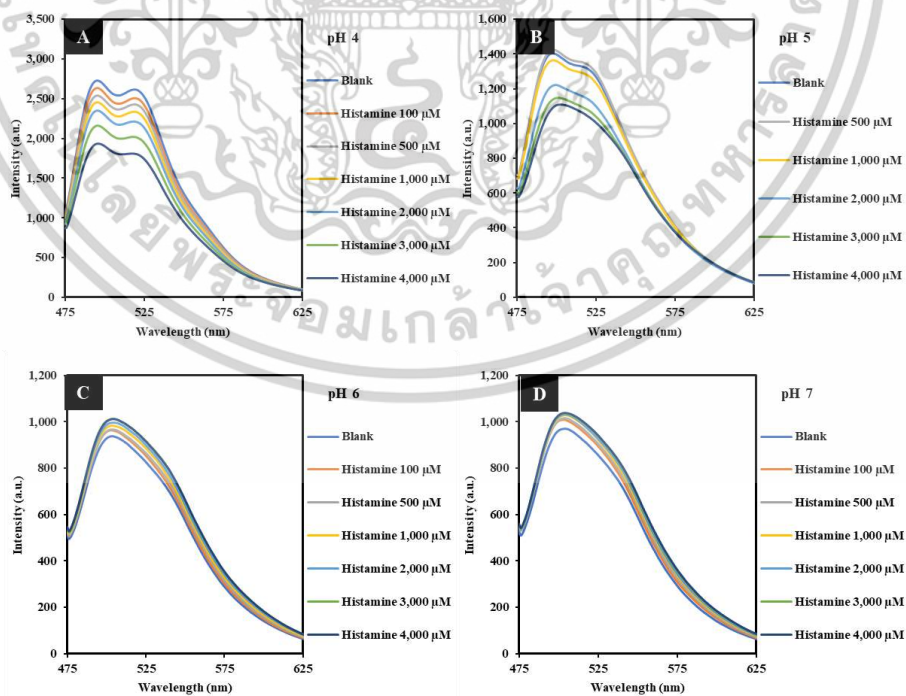 A
pH 4
3,500
3,000
2,500
2,000
1,500
1,000
500
0
Intensity (a.u.)
475
525
575
625
Wavelength (nm)
Blank
Histamine 100 µM
Histamine 500 µM
Histamine 1,000 µM
Histamine 2,000 µM
Histamine 3,000 µM
Histamine 4,000 µM
B
pH 5
1,600
1,400
1,200
1,000
800
600
400
200
0
Intensity (a.u.)
475
525
575
625
Wavelength (nm)
Blank
Histamine 500 µM
Histamine 1,000 µM
Histamine 2,000 µM
Histamine 3,000 µM
Histamine 4,000 µM
C
pH 6
1,200
1,000
800
600
400
200
0
Intensity (a.u.)
475
525
575
625
Wavelength (nm)
Blank
Histamine 100 µM
Histamine 500 µM
Histamine 1,000 µM
Histamine 2,000 µM
Histamine 3,000 µM
Histamine 4,000 µM
D
pH 7
1,200
1,000
800
600
400
200
0
Intensity (a.u.)
475
525
575
625
Wavelength (nm)
Blank
Histamine 100 µM
Histamine 500 µM
Histamine 1,000 µM
Histamine 2,000 µM
Histamine 3,000 µM
Histamine 4,000 µM